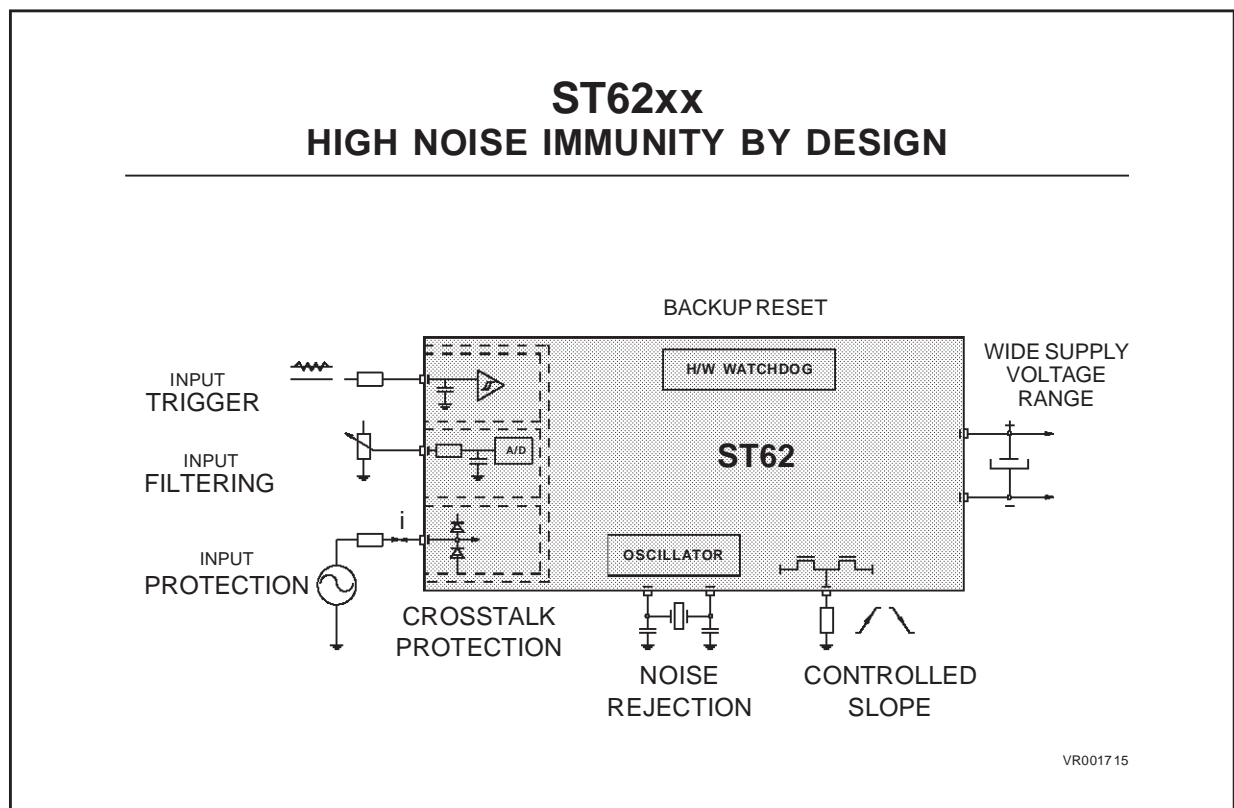 ST62xx
HIGH NOISE IMMUNITY BY DESIGN
BACKUP RESET
H/W WATCHDOG
WIDE SUPPLY
VOLTAGE
RANGE
INPUT
TRIGGER
INPUT
FILTERING
A/D
ST62
+
–
i
INPUT
PROTECTION
OSCILLATOR
CROSSTALK
PROTECTION
NOISE
REJECTION
CONTROLLED
SLOPE
VR001715